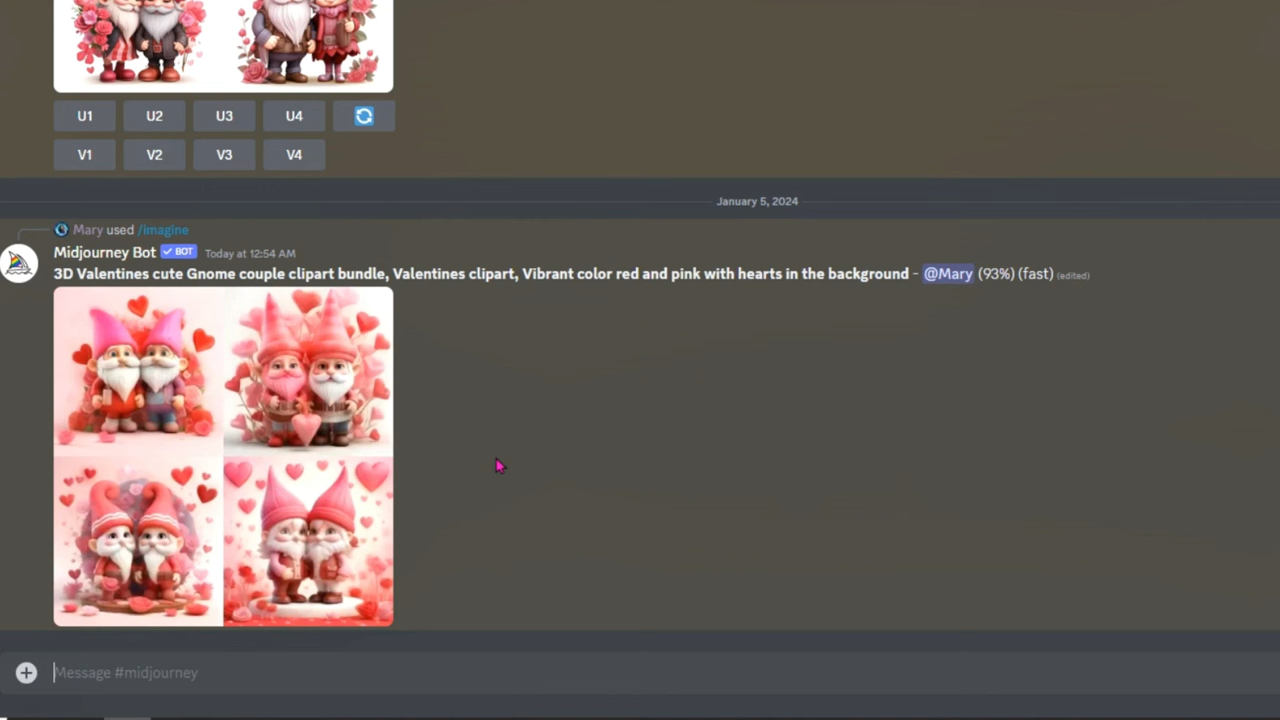 U1 U2 U3 U4
V1 V2 V3 V4
January 5, 2024
Mary used /imagine
Midjourney Bot BOT Today at 12:54 AM
3D Valentines cute Gnome couple clipart bundle, Valentines clipart, Vibrant color red and pink with hearts in the background - @Mary (93%) (fast) (edited)
Message #midjourney